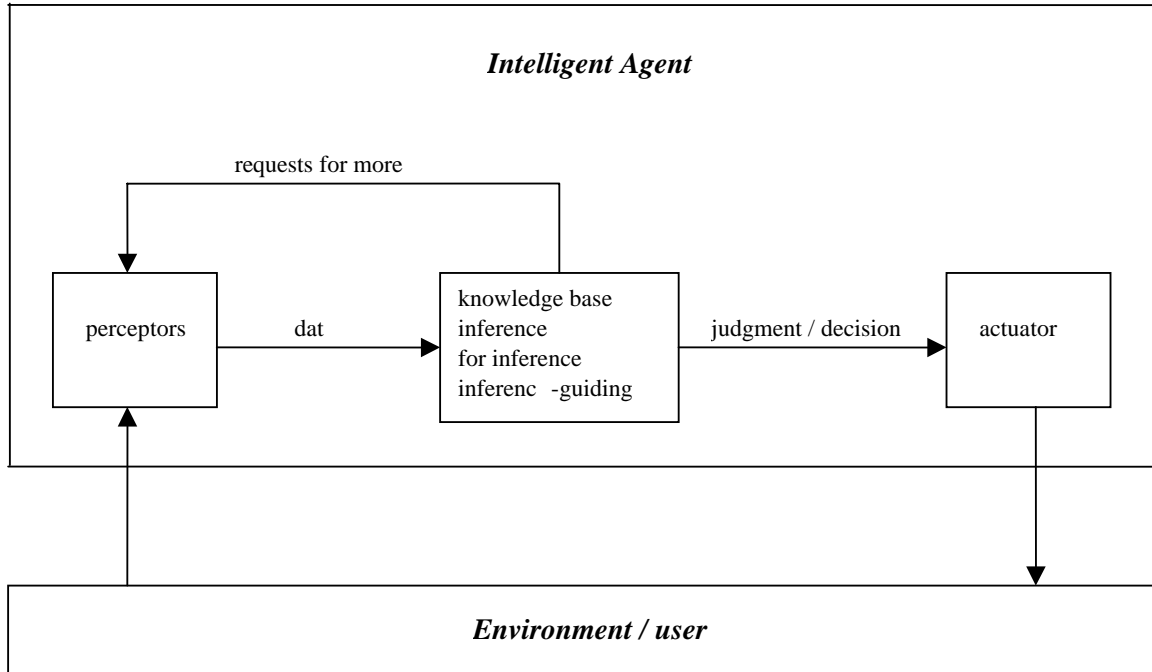 Intelligent Agent
requests for more
perceptors
dat
knowledge base
inference
for inference
inferenc -guiding
judgment / decision
actuator
Environment / user